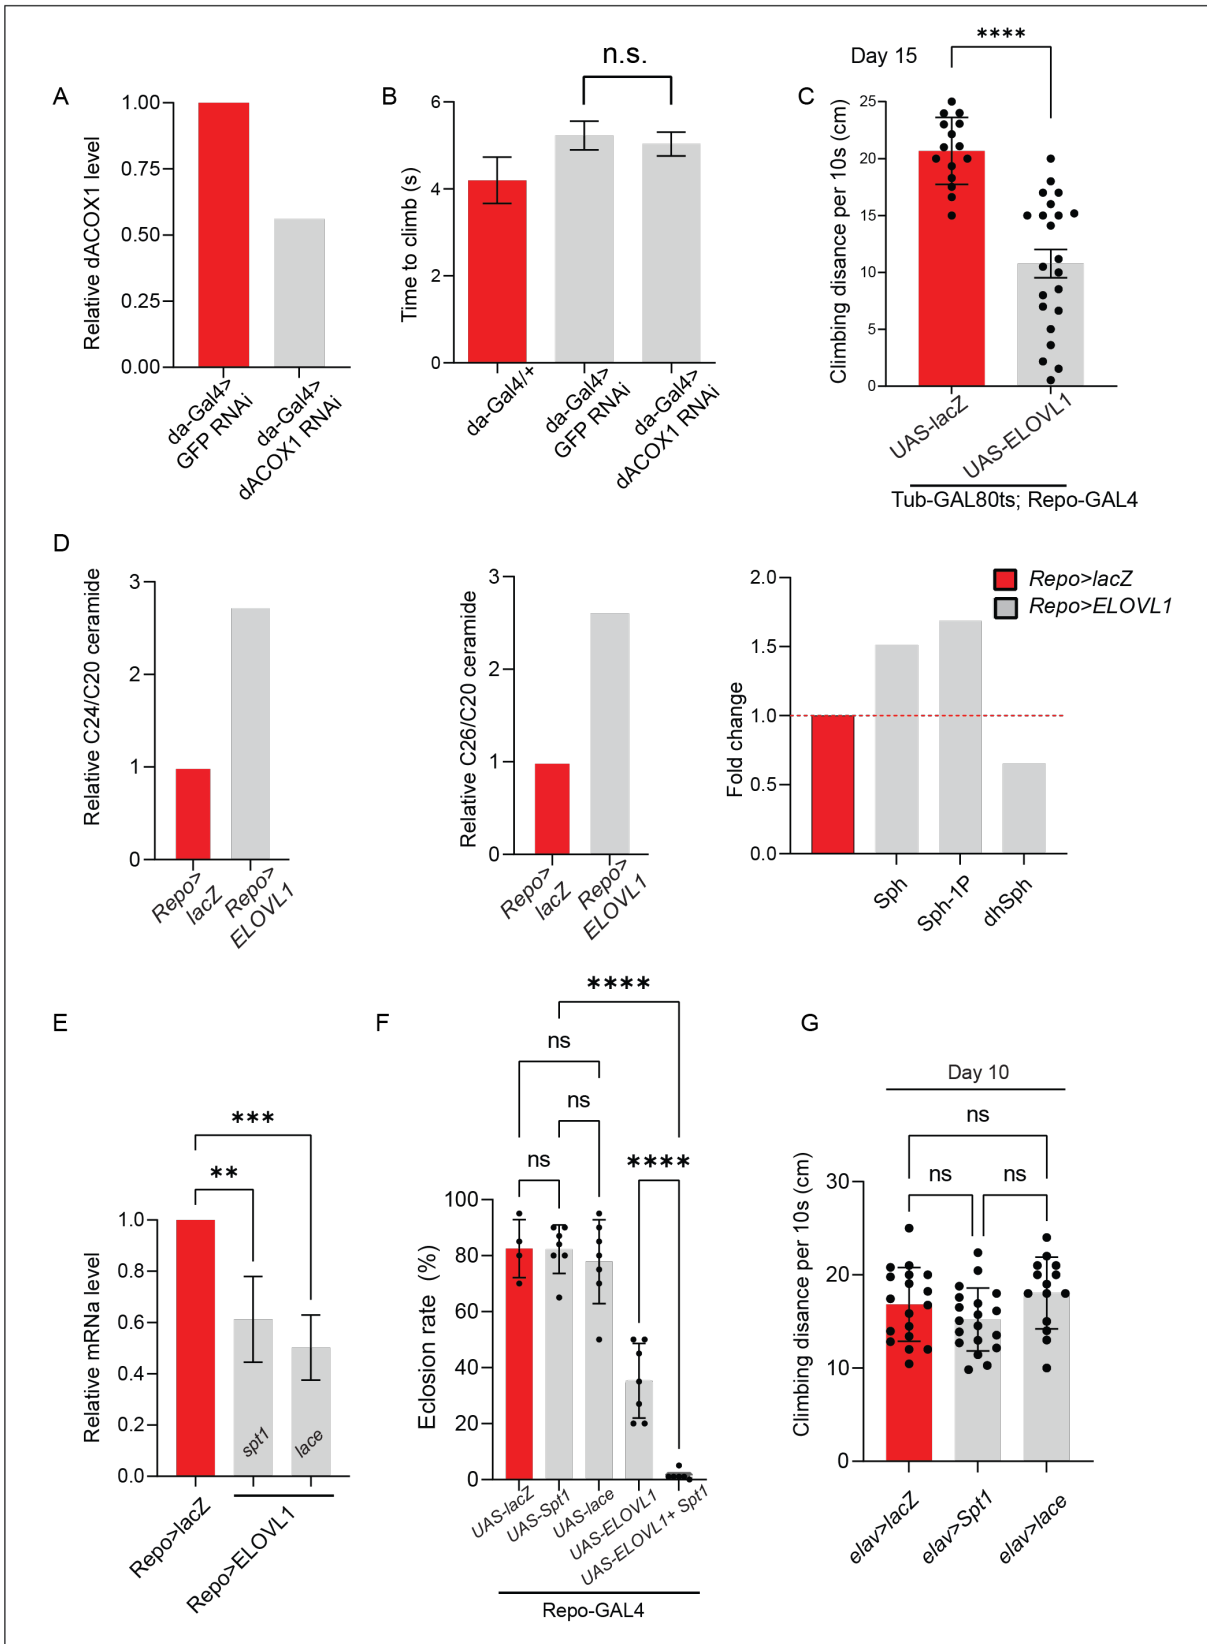 A
Relative dACOX1 level
1.00
0.75
0.50
0.25
0.00
da-Gal4>
GFP RNAi
da-Gal4>
dACOX1 RNAi
B
n.s.
Time to climb (s)
6
4
2
0
da-Gal4/+
da-Gal4>
GFP RNAi
da-Gal4>
dACOX1 RNAi
C
Day 15
****
Climbing disance per 10s (cm)
25
20
15
10
5
0
UAS-lacZ
UAS-ELOVL1
Tub-GAL80ts; Repo-GAL4
D
Relative C24/C20 ceramide
3
2
1
0
Repo>
lacZ
Repo>
ELOVL1
Relative C26/C20 ceramide
3
2
1
0
Repo>
lacZ
Repo>
ELOVL1
Fold change
2.0
1.5
1.0
0.5
0.0
Sph
Sph-1P
dhSph
Repo>lacZ
Repo>ELOVL1
E
***
**
Relative mRNa level
1.0
0.8
0.6
0.4
0.2
0.0
spt1
lace
Repo>lacZ
Repo>ELOVL1
F
****
ns
ns
ns
****
Eclosion rate (%)
100
80
60
40
20
0
UAS-lacZ
UAS-Spt1
UAS-lace
UAS-ELOVL1
UAS-ELOVL1+ Spt1
Repo-GAL4
G
Day 10
ns
ns
ns
Climbing disance per 10s (cm)
30
20
10
0
elav>lacZ
elav>Spt1
elav>lace